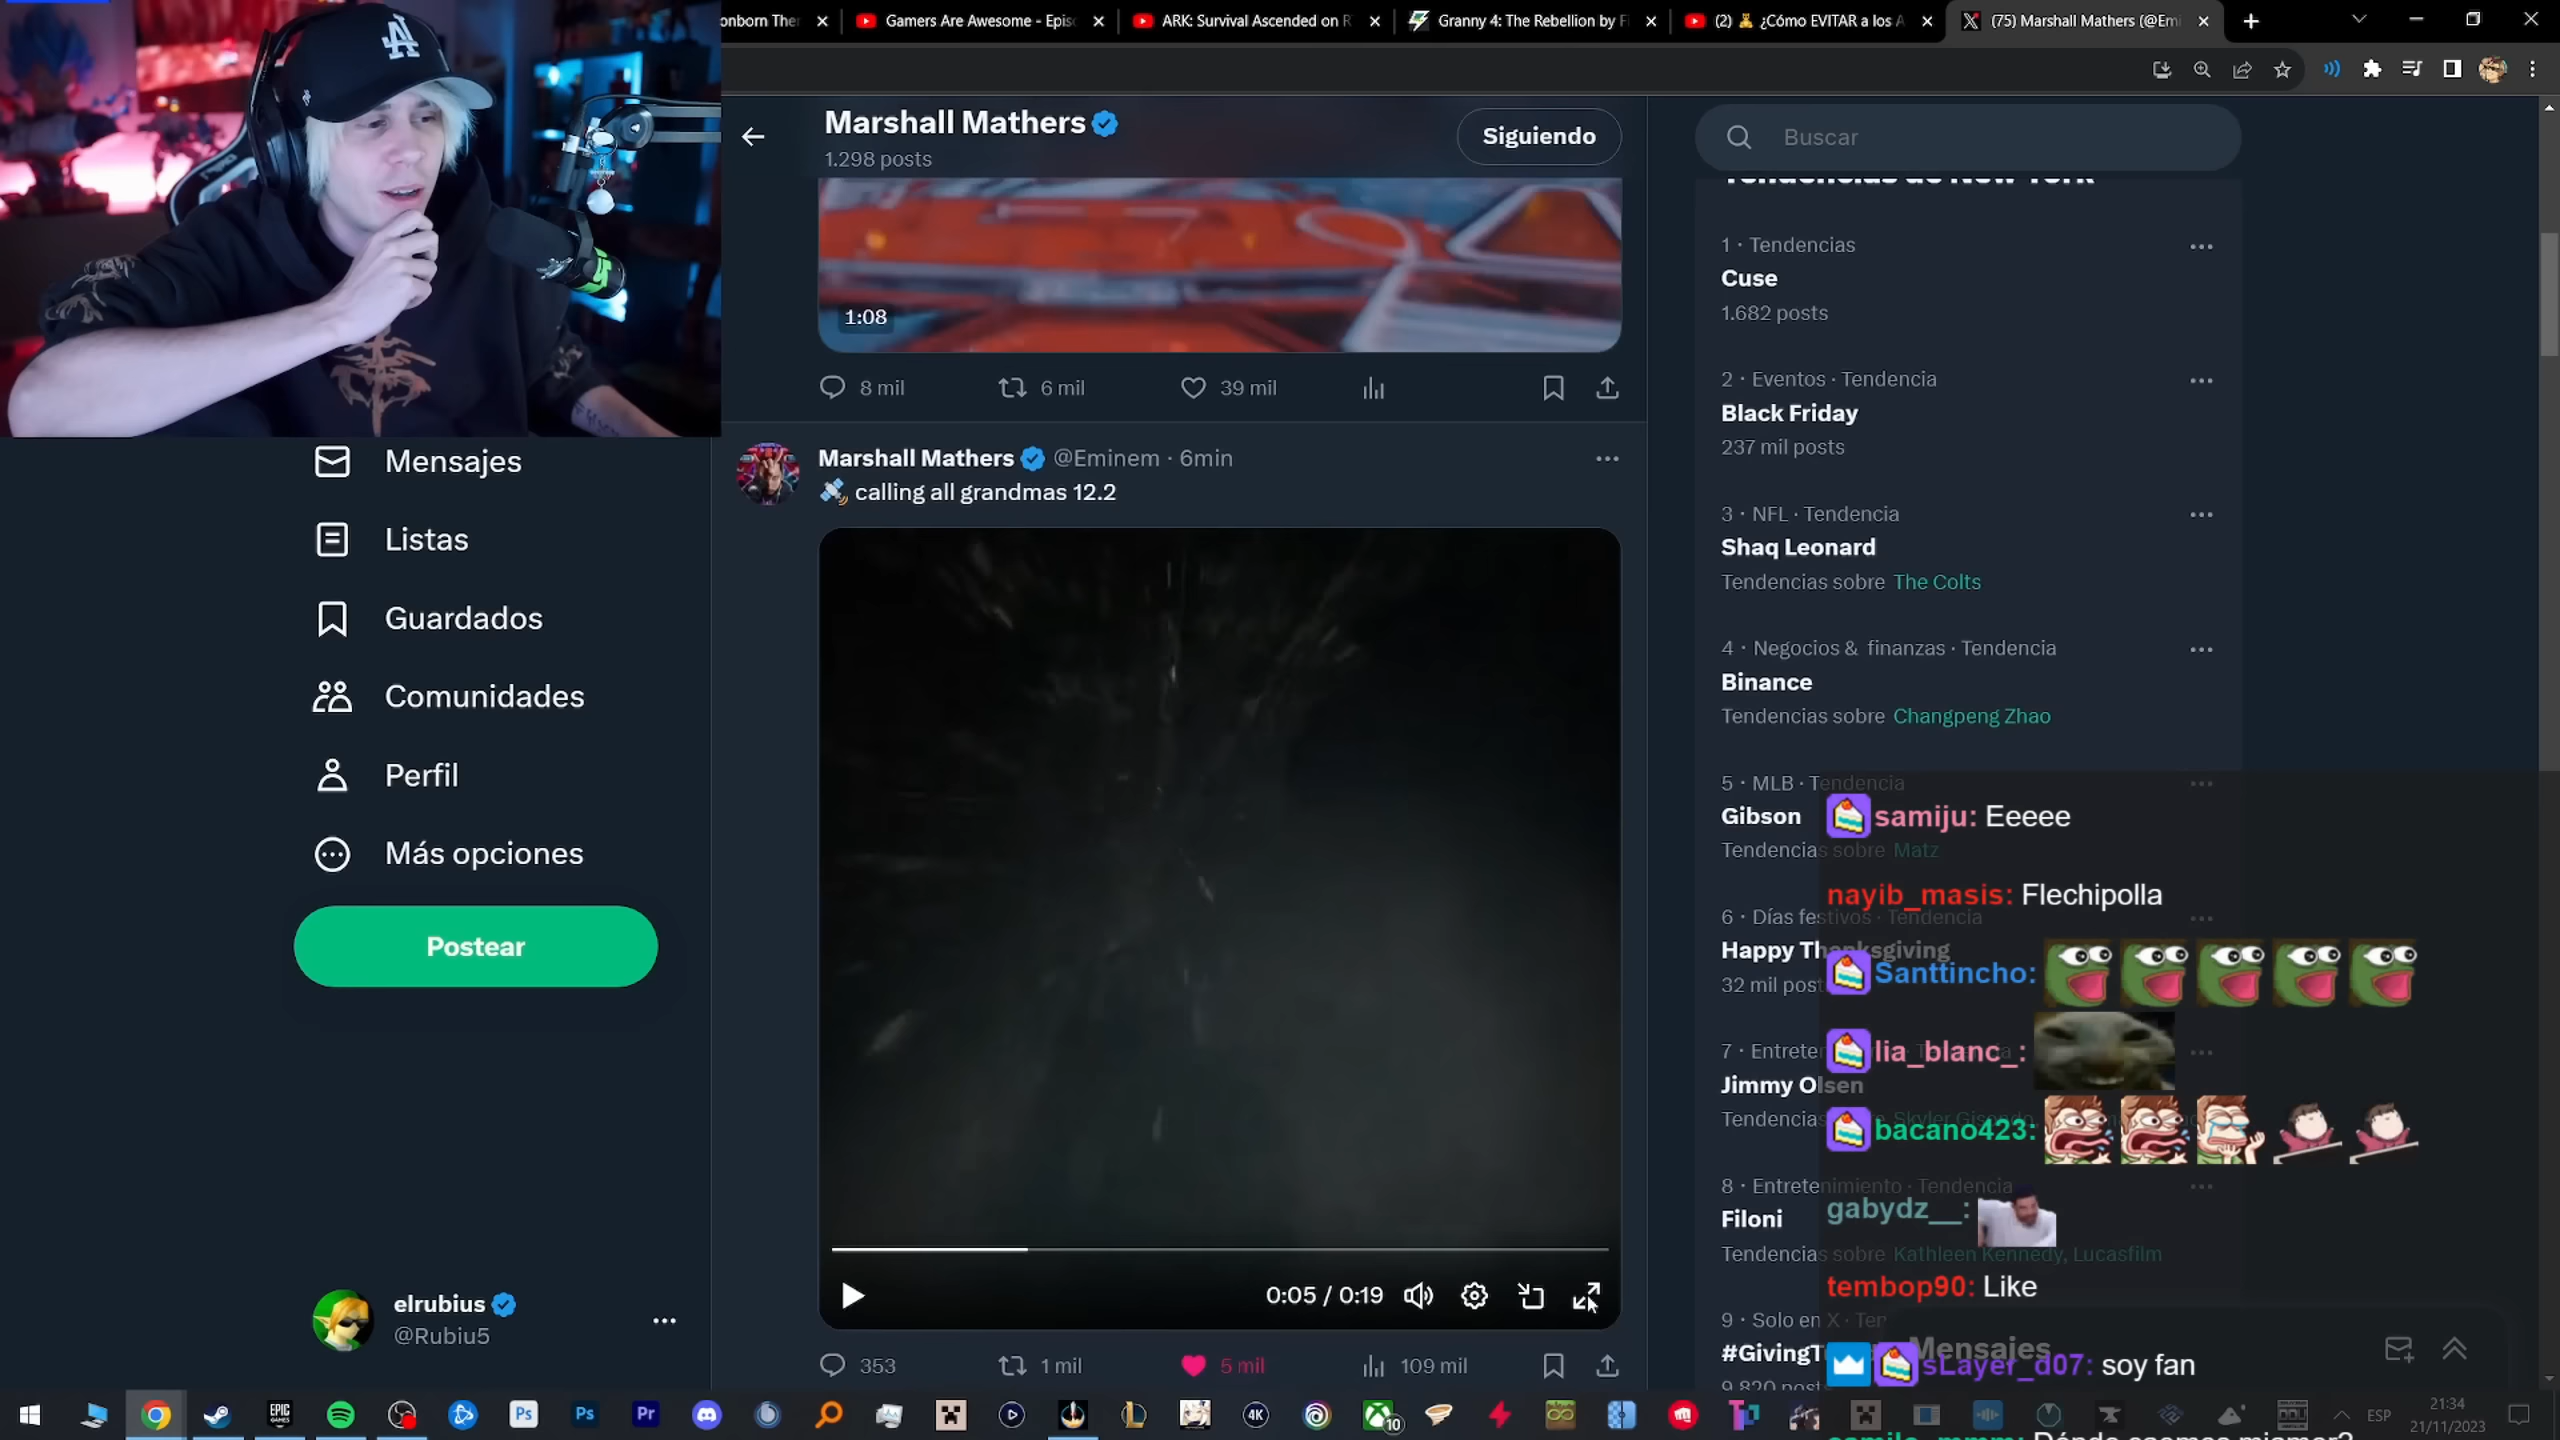 onborn Ther
Gamers Are Awesome - Epis
ARK: Survival Ascended on R
Granny 4: The Rebellion by Fi
(2) 🧸 ¿Cómo EVITAR a los A
(75) Marshall Mathers (@Emi
Marshall Mathers
1.298 posts
Siguiendo
Buscar
Tendencias de New York
1:08
8 mil
6 mil
39 mil
Marshall Mathers @Eminem · 6min
🛰️ calling all grandmas 12.2
0:05 / 0:19
353
1 mil
5 mil
109 mil
Mensajes
Listas
Guardados
Comunidades
Perfil
Más opciones
Postear
elrubius
@Rubiu5
1 · Tendencias
Cuse
1.682 posts
2 · Eventos · Tendencia
Black Friday
237 mil posts
3 · NFL · Tendencia
Shaq Leonard
Tendencias sobre The Colts
4 · Negocios & finanzas · Tendencia
Binance
Tendencias sobre Changpeng Zhao
5 · MLB · Tendencia
Gibson
Tendencias sobre Matz
6 · Días festivos · Tendencia
Happy Thanksgiving
32 mil post
7 · Entrete
Jimmy Olsen
Tendencias
8 · Entretenimiento · Tendencia
Filoni
Tendencias sobre Kathleen Kennedy, Lucasfilm
9 · Solo en X · Ten
#GivingT
9.820 post
Mensajes
samiju: Eeeee
nayib_masis: Flechipolla
Santtincho:
lia_blanc_:
bacano423:
gabydz__:
tembop90: Like
sLayer_d07: soy fan
ESP
21:34
21/11/2023